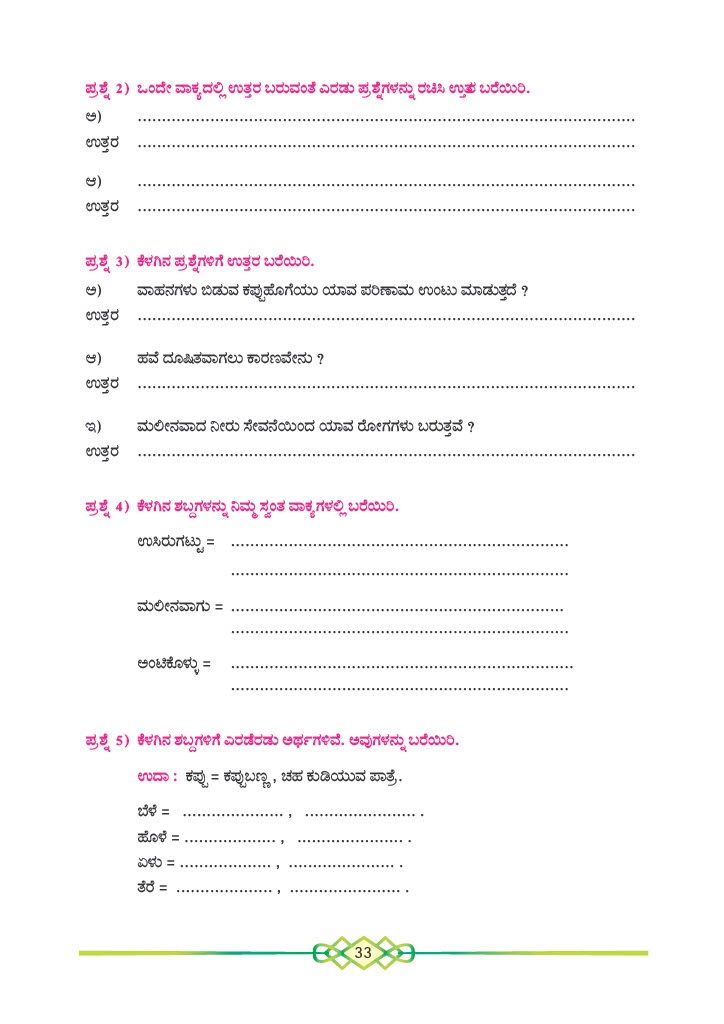 ಪ್ರಶ್ನೆ 2) ಒಂದೇ ವಾಕ್ಯದಲ್ಲಿ ಉತ್ತರ ಬರುವಂತೆ ಎರಡು ಪ್ರಶ್ನೆಗಳನ್ನು ರಚಿಸಿ ಉತ್ತರ ಬರೆಯಿರಿ.
ಅ) ........................................................................................................
ಉತ್ತರ ........................................................................................................
ಆ) ........................................................................................................
ಉತ್ತರ ........................................................................................................
ಪ್ರಶ್ನೆ 3) ಕೆಳಗಿನ ಪ್ರಶ್ನೆಗಳಿಗೆ ಉತ್ತರ ಬರೆಯಿರಿ.
ಅ) ವಾಹನಗಳು ಬಿಡುವ ಕಪ್ಪುಹೊಗೆಯು ಯಾವ ಪರಿಣಾಮ ಉಂಟು ಮಾಡುತ್ತದೆ ?
ಉತ್ತರ ........................................................................................................
ಆ) ಹವೆ ದೂಷಿತವಾಗಲು ಕಾರಣವೇನು ?
ಉತ್ತರ ........................................................................................................
ಇ) ಮಲೀನವಾದ ನೀರು ಸೇವನೆಯಿಂದ ಯಾವ ರೋಗಗಳು ಬರುತ್ತವೆ ?
ಉತ್ತರ ........................................................................................................
ಪ್ರಶ್ನೆ 4) ಕೆಳಗಿನ ಶಬ್ದಗಳನ್ನು ನಿಮ್ಮ ಸ್ವಂತ ವಾಕ್ಯಗಳಲ್ಲಿ ಬರೆಯಿರಿ.
ಉಸಿರುಗಟ್ಟು = ......................................................................
......................................................................
ಮಲೀನವಾಗು = .....................................................................
......................................................................
ಅಂಟಿಕೊಳ್ಳು = .......................................................................
......................................................................
ಪ್ರಶ್ನೆ 5) ಕೆಳಗಿನ ಶಬ್ದಗಳಿಗೆ ಎರಡೆರಡು ಅರ್ಥಗಳಿವೆ. ಅವುಗಳನ್ನು ಬರೆಯಿರಿ.
ಉದಾ : ಕಪ್ಪು = ಕಪ್ಪುಬಣ್ಣ , ಚಹ ಕುಡಿಯುವ ಪಾತ್ರೆ.
ಬೆಳೆ = ..................... , ....................... .
ಹೊಳೆ = ................... , ...................... .
ಏಳು = ................... , ...................... .
ತೆರೆ = .................... , ....................... .
33